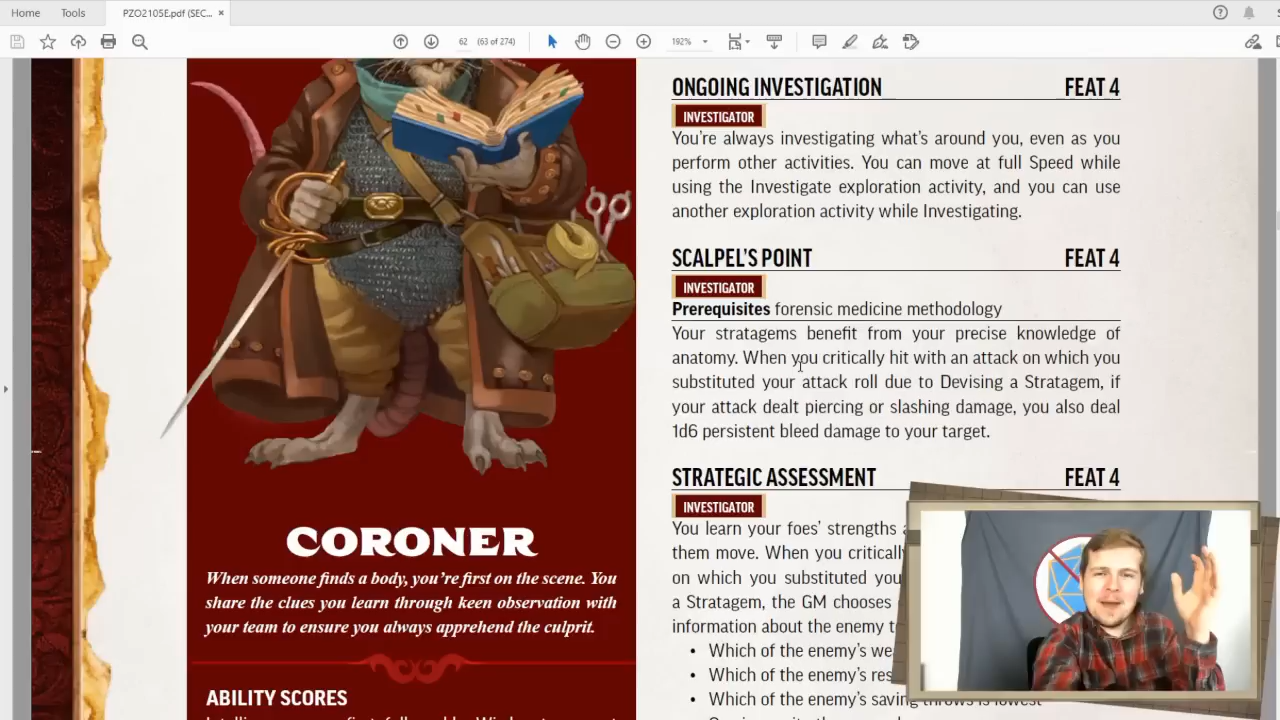 Home
Tools
PZO2105E.pdf (SEC... ×
62 (63 of 274)
192%
CORONER
When someone finds a body, you're first on the scene. You
share the clues you learn through keen observation with
your team to ensure you always apprehend the culprit.
ABILITY SCORES
ONGOING INVESTIGATION FEAT 4
INVESTIGATOR
You're always investigating what's around you, even as you
perform other activities. You can move at full Speed while
using the Investigate exploration activity, and you can use
another exploration activity while Investigating.
SCALPEL'S POINT FEAT 4
INVESTIGATOR
Prerequisites forensic medicine methodology
Your stratagems benefit from your precise knowledge of
anatomy. When you critically hit with an attack on which you
substituted your attack roll due to Devising a Stratagem, if
your attack dealt piercing or slashing damage, you also deal
1d6 persistent bleed damage to your target.
STRATEGIC ASSESSMENT FEAT 4
INVESTIGATOR
You learn your foes' strengths
them move. When you critically
on which you substituted you
a Stratagem, the GM chooses
information about the enemy t
• Which of the enemy's we
• Which of the enemy's res
• Which of the enemy's saving throws is lowest